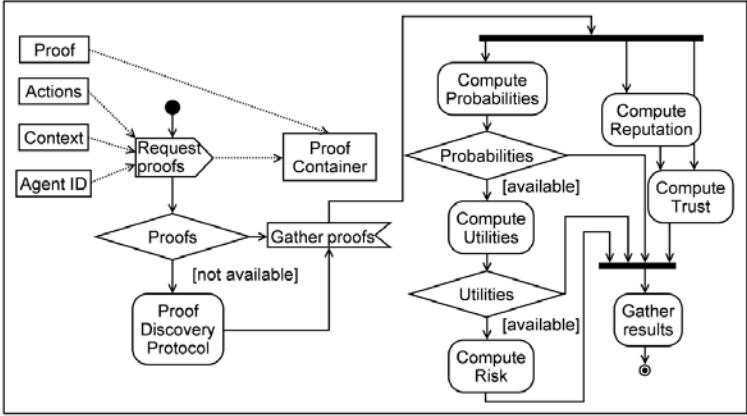 Proof
Actions
Context
Agent ID
Request
proofs
Proof
Container
Proofs
Gather proofs
[not available]
Proof
Discovery
Protocol
Compute
Probabilities
Probabilities
[available]
Compute
Utilities
Utilities
[available]
Compute
Risk
Compute
Reputation
Compute
Trust
Gather
results